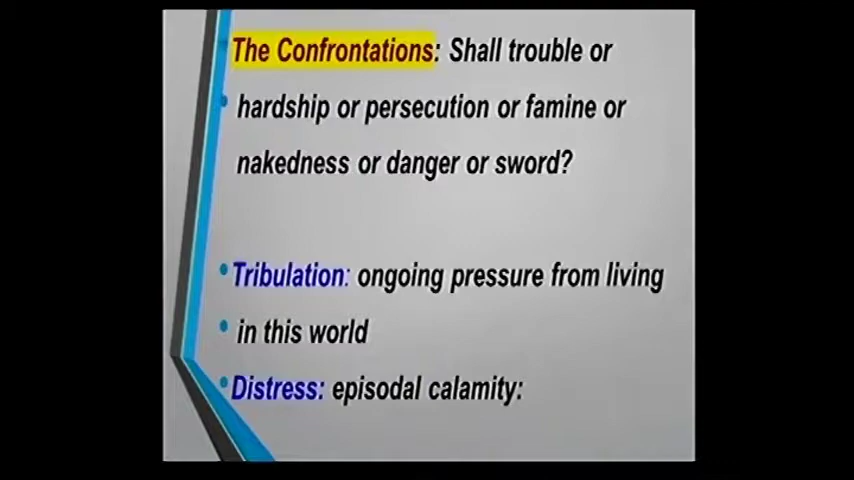 The Confrontations: Shall trouble or
• hardship or persecution or famine or
nakedness or danger or sword?
• Tribulation: ongoing pressure from living
• in this world
• Distress: episodal calamity: